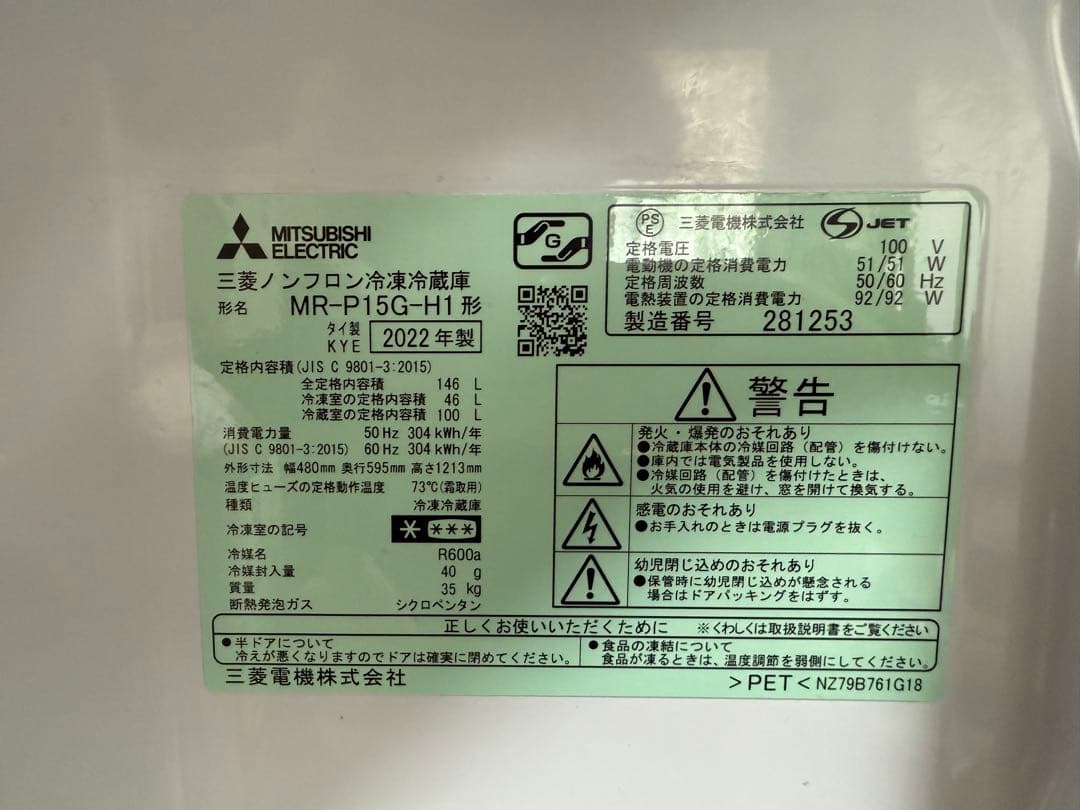 MITSUBISHI
ELECTRIC
三菱ノンフロン冷凍冷蔵庫
形名 MR-P15G-H1 形
タイ製
KYE 2022 年製
定格内容積(JIS C 9801-3:2015)
全定格内容積 146 L
冷凍室の定格内容積 46 L
冷蔵室の定格内容積 100 L
消費電力量 50 Hz 304 kWh/年
(JIS C 9801-3:2015) 60 Hz 304 kWh/年
外形寸法 幅480mm 奥行595mm 高さ1213mm
温度ヒューズの定格動作温度 73℃(霜取用)
種類 冷凍冷蔵庫
冷凍室の記号 * ***
冷媒名 R600a
冷媒封入量 40 g
質量 35 kg
断熱発泡ガス シクロペンタン
G
PS
E
三菱電機株式会社 S JET
定格電圧 100 V
電動機の定格消費電力 51/51 W
定格周波数 50/60 Hz
電熱装置の定格消費電力 92/92 W
製造番号 281253
警告
発火・爆発のおそれあり
●冷蔵庫本体の冷媒回路（配管）を傷付けない。
●庫内では電気製品を使用しない。
●冷媒回路（配管）を傷付けたときは、
火気の使用を避け、窓を開けて換気する。
感電のおそれあり
●お手入れのときは電源プラグを抜く。
幼児閉じ込めのおそれあり
●保管時に幼児閉じ込めが懸念される
場合はドアパッキングをはずす。
正しくお使いいただくために ※くわしくは取扱説明書をご覧ください
●半ドアについて
冷えが悪くなりますのでドアは確実に閉めてください。
●食品の凍結について
食品が凍るときは、温度調節を弱側にしてください。
三菱電機株式会社
>PET< NZ79B761G18